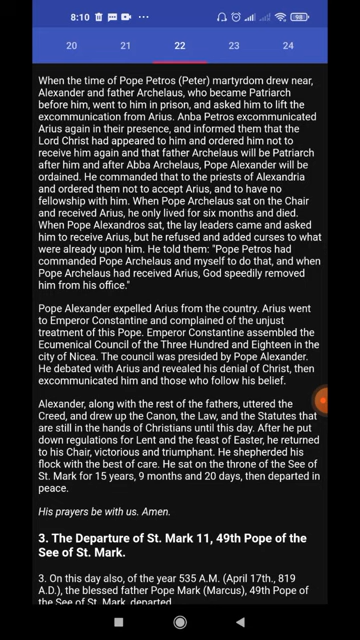 8:10
98
20 21 22 23 24
When the time of Pope Petros (Peter) martyrdom drew near,
Alexander and father Archelaus, who became Patriarch
before him, went to him in prison, and asked him to lift the
excommunication from Arius. Anba Petros excommunicated
Arius again in their presence, and informed them that the
Lord Christ had appeared to him and ordered him not to
receive him again and that father Archelaus will be Patriarch
after him and after Abba Archelaus, Pope Alexander will be
ordained. He commanded that to the priests of Alexandria
and ordered them not to accept Arius, and to have no
fellowship with him. When Pope Archelaus sat on the Chair
and received Arius, he only lived for six months and died.
When Pope Alexandros sat, the lay leaders came and asked
him to receive Arius, but he refused and added curses to what
were already upon him. He told them: "Pope Petros had
commanded Pope Archelaus and myself to do that, and when
Pope Archelaus had received Arius, God speedily removed
him from his office."
Pope Alexander expelled Arius from the country. Arius went
to Emperor Constantine and complained of the unjust
treatment of this Pope. Emperor Constantine assembled the
Ecumenical Council of the Three Hundred and Eighteen in the
city of Nicea. The council was presided by Pope Alexander.
He debated with Arius and revealed his denial of Christ, then
excommunicated him and those who follow his belief.
Alexander, along with the rest of the fathers, uttered the
Creed, and drew up the Canon, the Law, and the Statutes that
are still in the hands of Christians until this day. After he put
down regulations for Lent and the feast of Easter, he returned
to his Chair, victorious and triumphant. He shepherded his
flock with the best of care. He sat on the throne of the See of
St. Mark for 15 years, 9 months and 20 days, then departed in
peace.
His prayers be with us. Amen.
3. The Departure of St. Mark 11, 49th Pope of the
See of St. Mark.
3. On this day also, of the year 535 A.M. (April 17th., 819
A.D.), the blessed father Pope Mark (Marcus), 49th Pope of
the See of St. Mark, departed